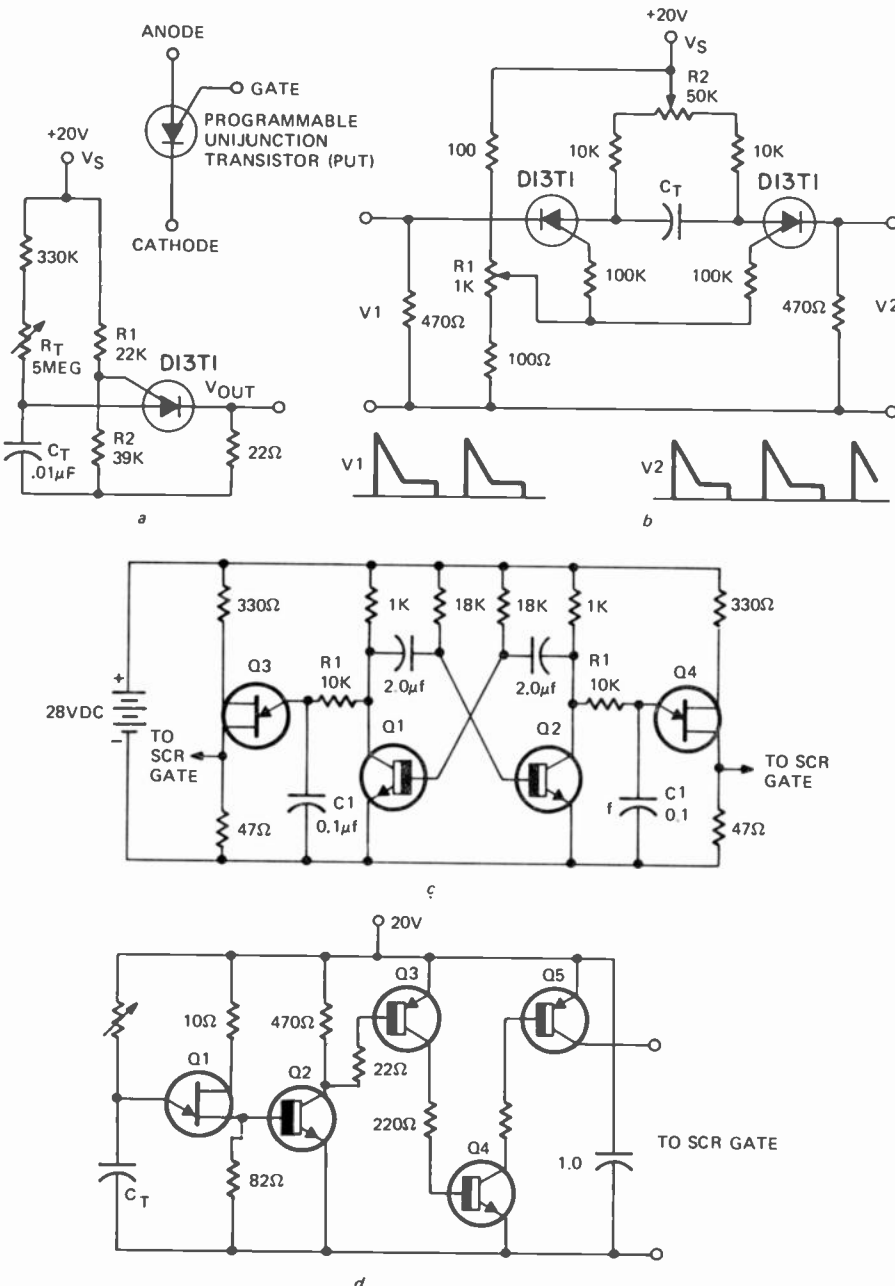 ANODE
GATE
PROGRAMMABLE
UNIJUNCTION
TRANSISTOR (PUT)
CATHODE
+20V
VS
330K
RT
5MEG
R1
22K
D13T1
VOUT
CT
.01µF
R2
39K
22Ω
a
+20V
VS
R2
50K
100
10K
10K
D13T1
CT
D13T1
R1
1K
100K
100K
V1
470Ω
470Ω
V2
100Ω
V1
V2
b
330Ω
1K
18K
18K
1K
330Ω
Q3
R1
10K
2.0µf
2.0µf
R1
10K
Q4
+
28VDC
-
TO
SCR
GATE
Q1
Q2
TO SCR
GATE
C1
0.1µf
f
C1
0.1
47Ω
47Ω
c
20V
Q3
Q5
10Ω
470Ω
Q1
Q2
22Ω
220Ω
Q4
TO SCR GATE
1.0
CT
82Ω
d